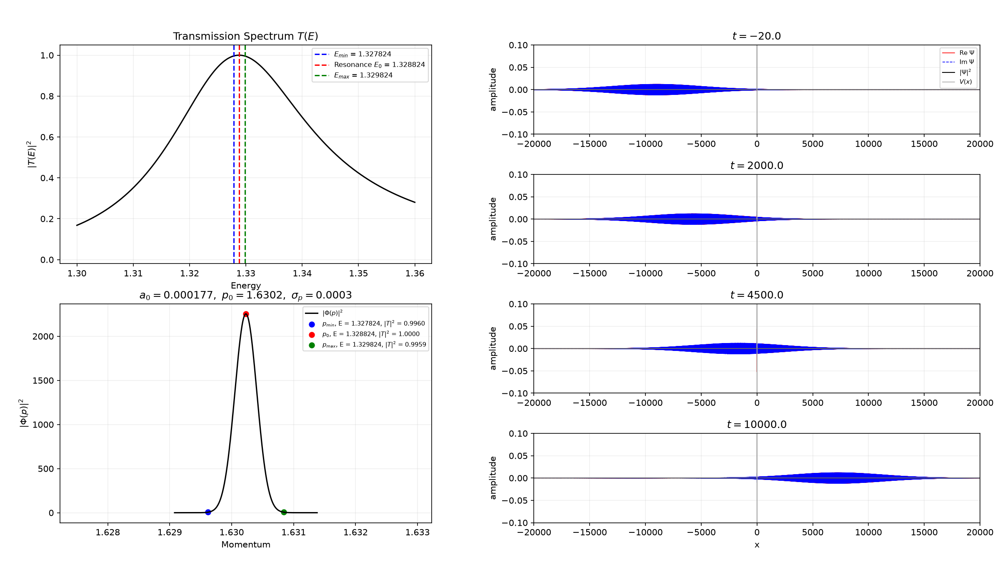 Transmission Spectrum T(E)
|T(E)|²
1.0
0.8
0.6
0.4
0.2
0.0
E_min = 1.327824
Resonance E_0 = 1.328824
E_max = 1.329824
1.30 1.31 1.32 1.33 1.34 1.35 1.36
Energy
a_0 = 0.000177, p_0 = 1.6302, σ_p = 0.0003
|Φ(p)|²
2000
1500
1000
500
0
|Φ(p)|²
p_min, E = 1.327824, |T|² = 0.9960
p_0, E = 1.328824, |T|² = 1.0000
p_max, E = 1.329824, |T|² = 0.9959
1.628 1.629 1.630 1.631 1.632 1.633
Momentum
t = −20.0
amplitude
0.10
0.05
0.00
−0.05
−0.10
Re Ψ
Im Ψ
|Ψ|²
V(x)
−20000 −15000 −10000 −5000 0 5000 10000 15000 20000
t = 2000.0
amplitude
0.10
0.05
0.00
−0.05
−0.10
−20000 −15000 −10000 −5000 0 5000 10000 15000 20000
t = 4500.0
amplitude
0.10
0.05
0.00
−0.05
−0.10
−20000 −15000 −10000 −5000 0 5000 10000 15000 20000
t = 10000.0
amplitude
0.10
0.05
0.00
−0.05
−0.10
−20000 −15000 −10000 −5000 0 5000 10000 15000 20000
x